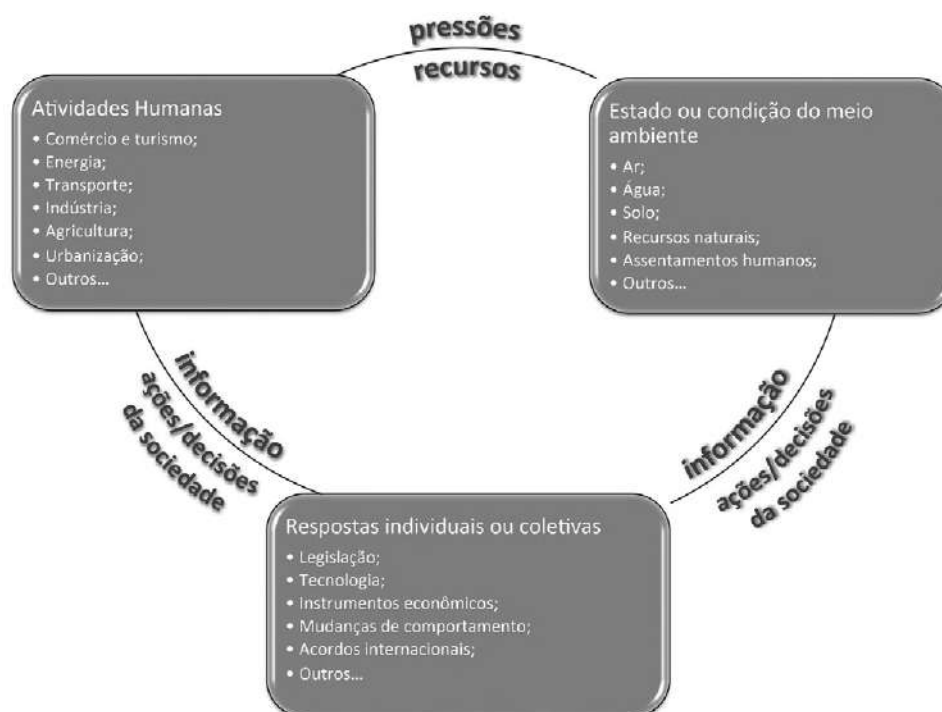 pressões
recursos
Atividades Humanas
• Comércio e turismo;
• Energia;
• Transporte;
• Indústria;
• Agricultura;
• Urbanização;
• Outros...
Estado ou condição do meio
ambiente
• Ar;
• Água;
• Solo;
• Recursos naturais;
• Assentamentos humanos;
• Outros...
informação
ações/decisões
da sociedade
informação
ações/decisões
da sociedade
Respostas individuais ou coletivas
• Legislação;
• Tecnologia;
• Instrumentos econômicos;
• Mudanças de comportamento;
• Acordos internacionais;
• Outros...